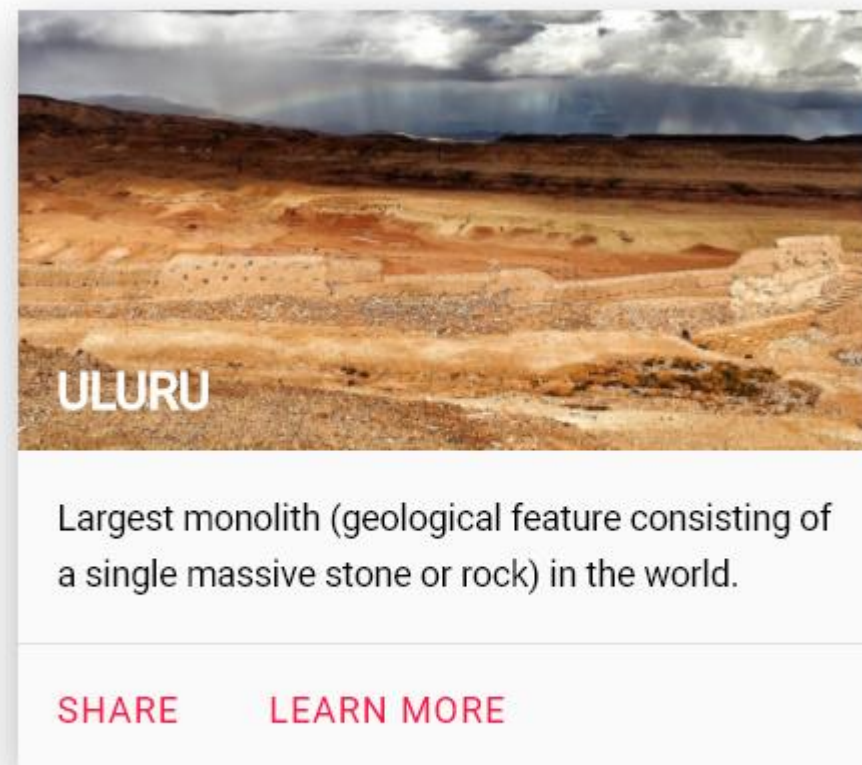 ULURU
Largest monolith (geological feature consisting of
a single massive stone or rock) in the world.
SHARE LEARN MORE